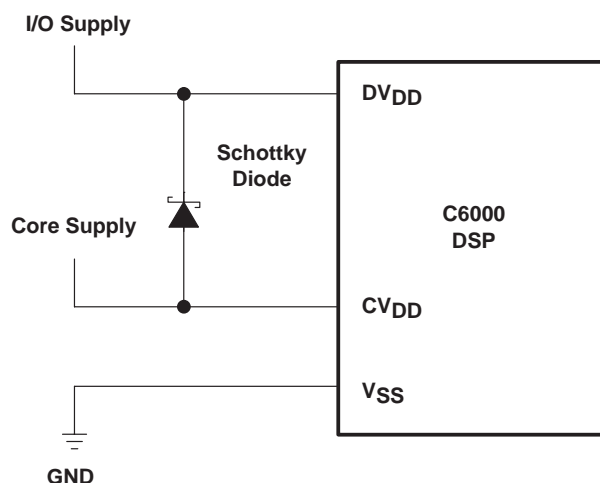 I/O Supply
DVDD
Schottky
Diode
C6000
DSP
Core Supply
CVDD
VSS
GND